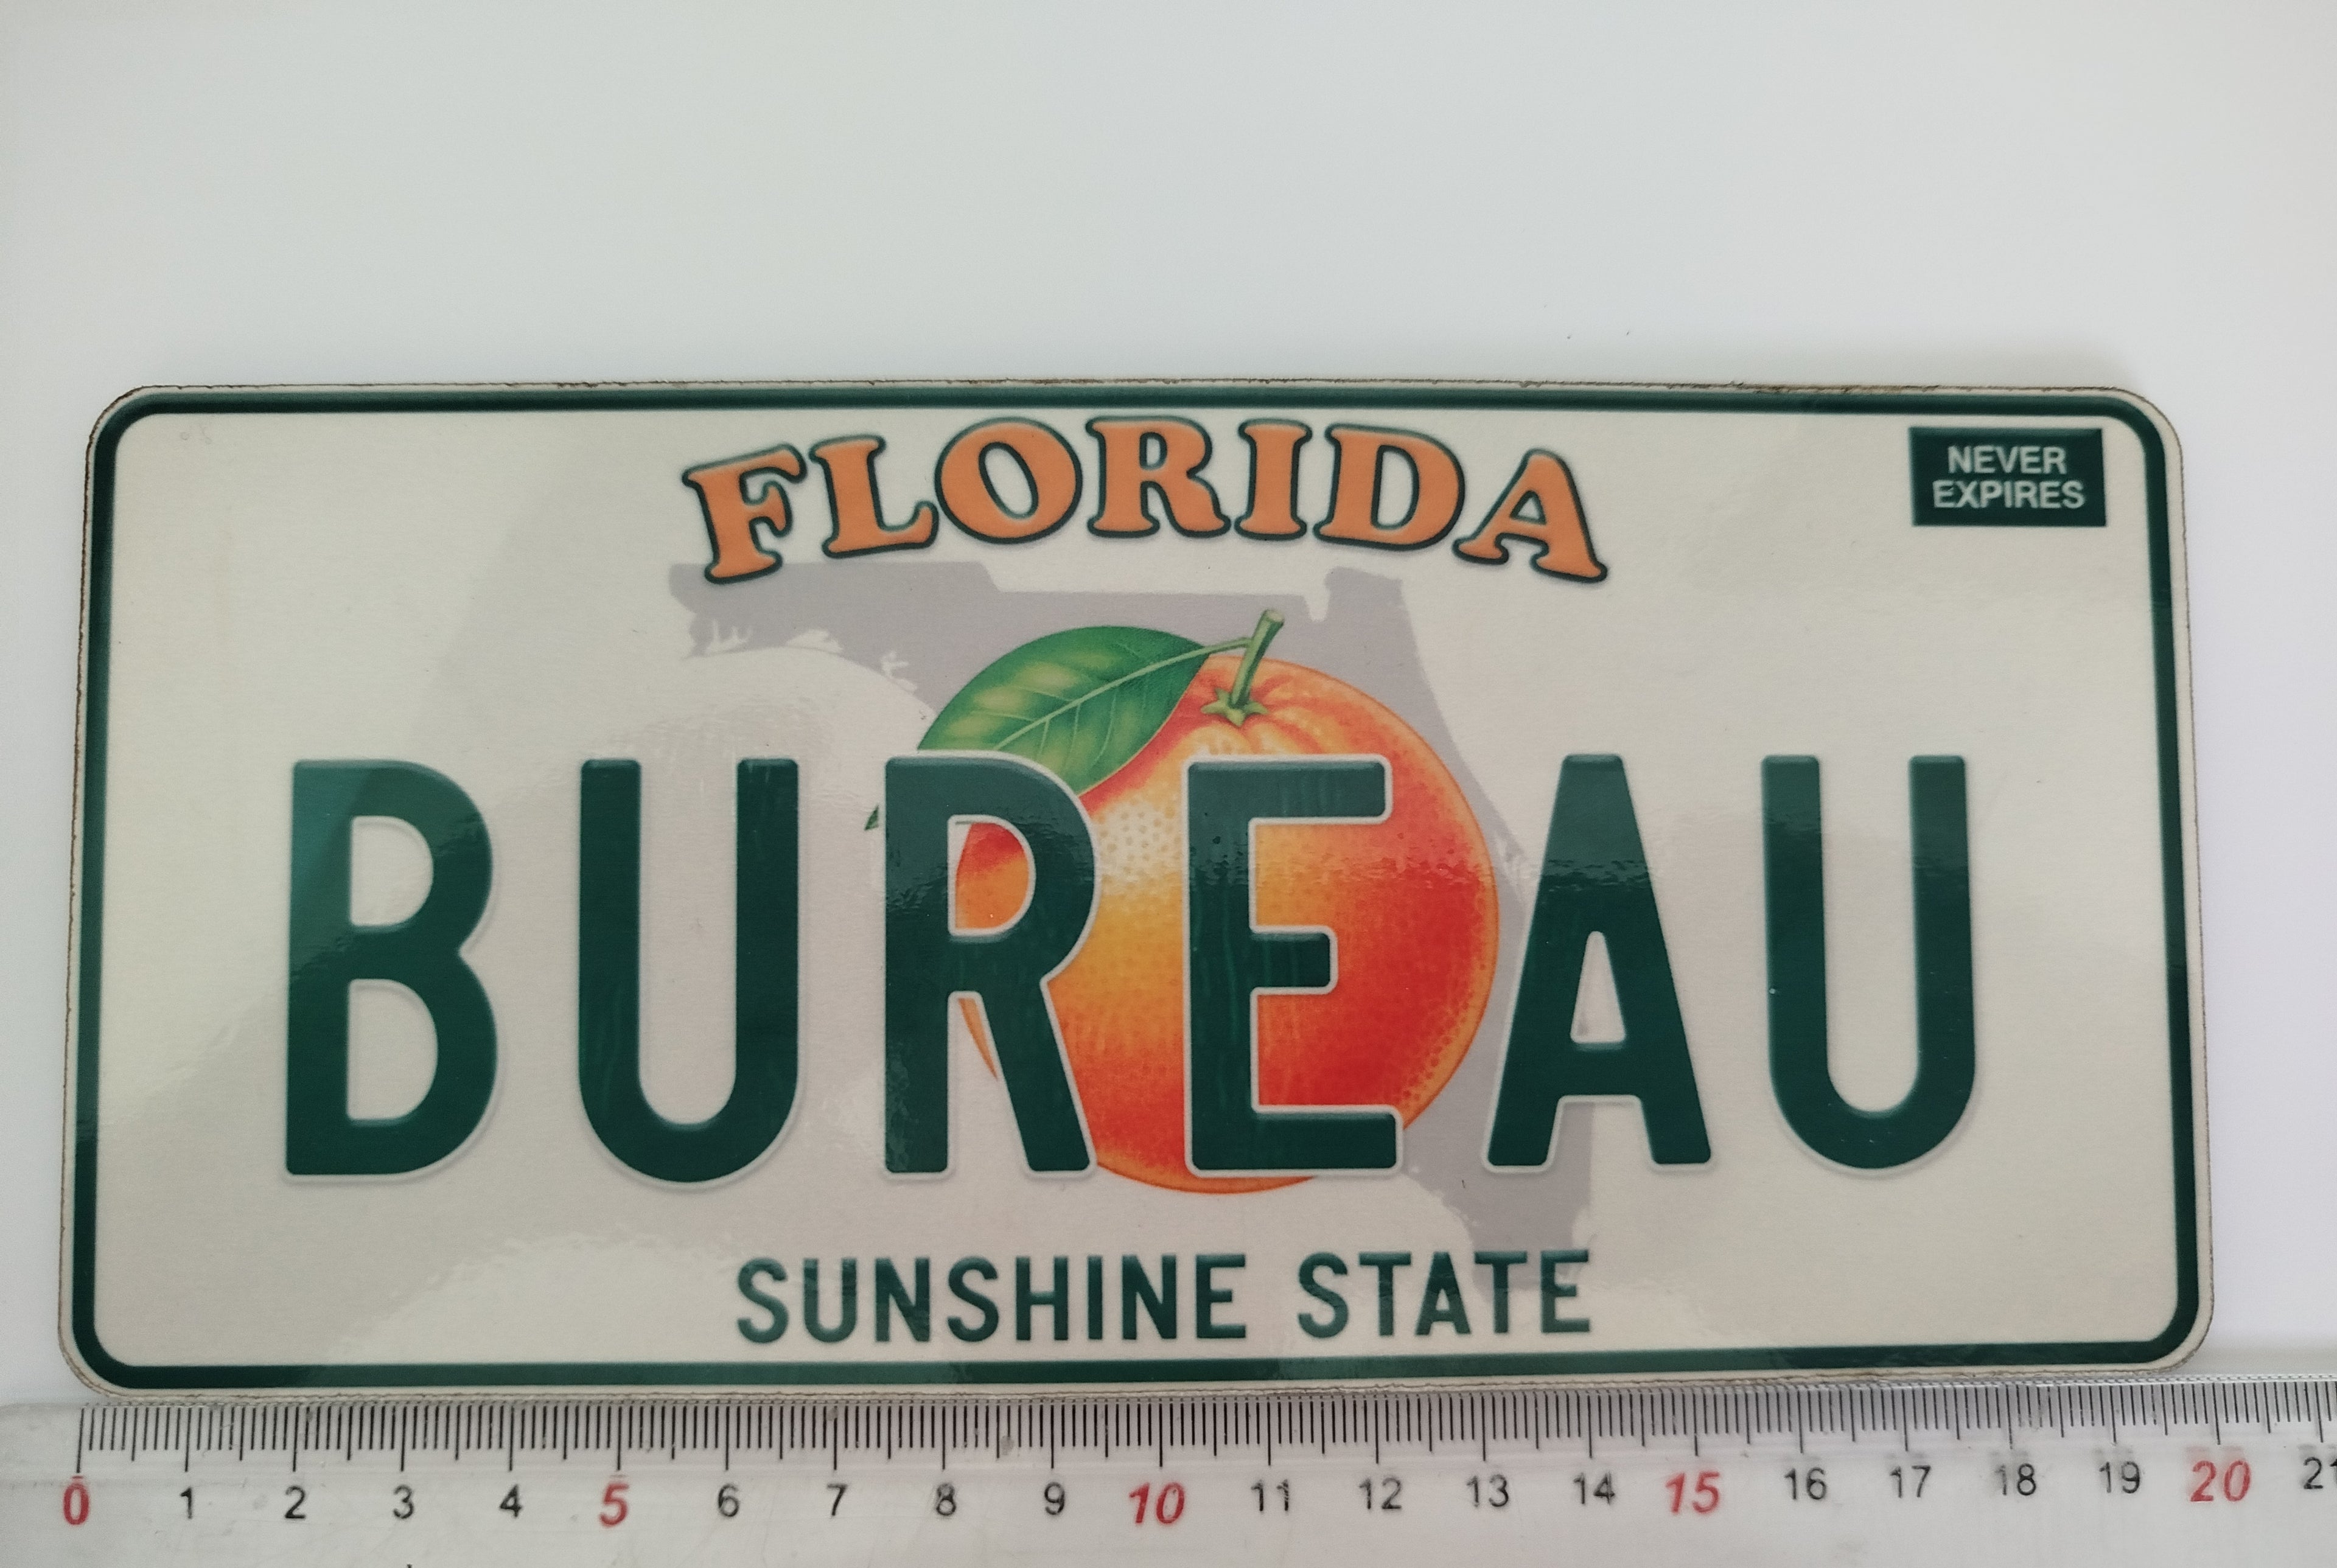 FLORIDA
NEVER
EXPIRES
BUREAU
SUNSHINE STATE
0 1 2 3 4 5 6 7 8 9 10 11 12 13 14 15 16 17 18 19 20 21